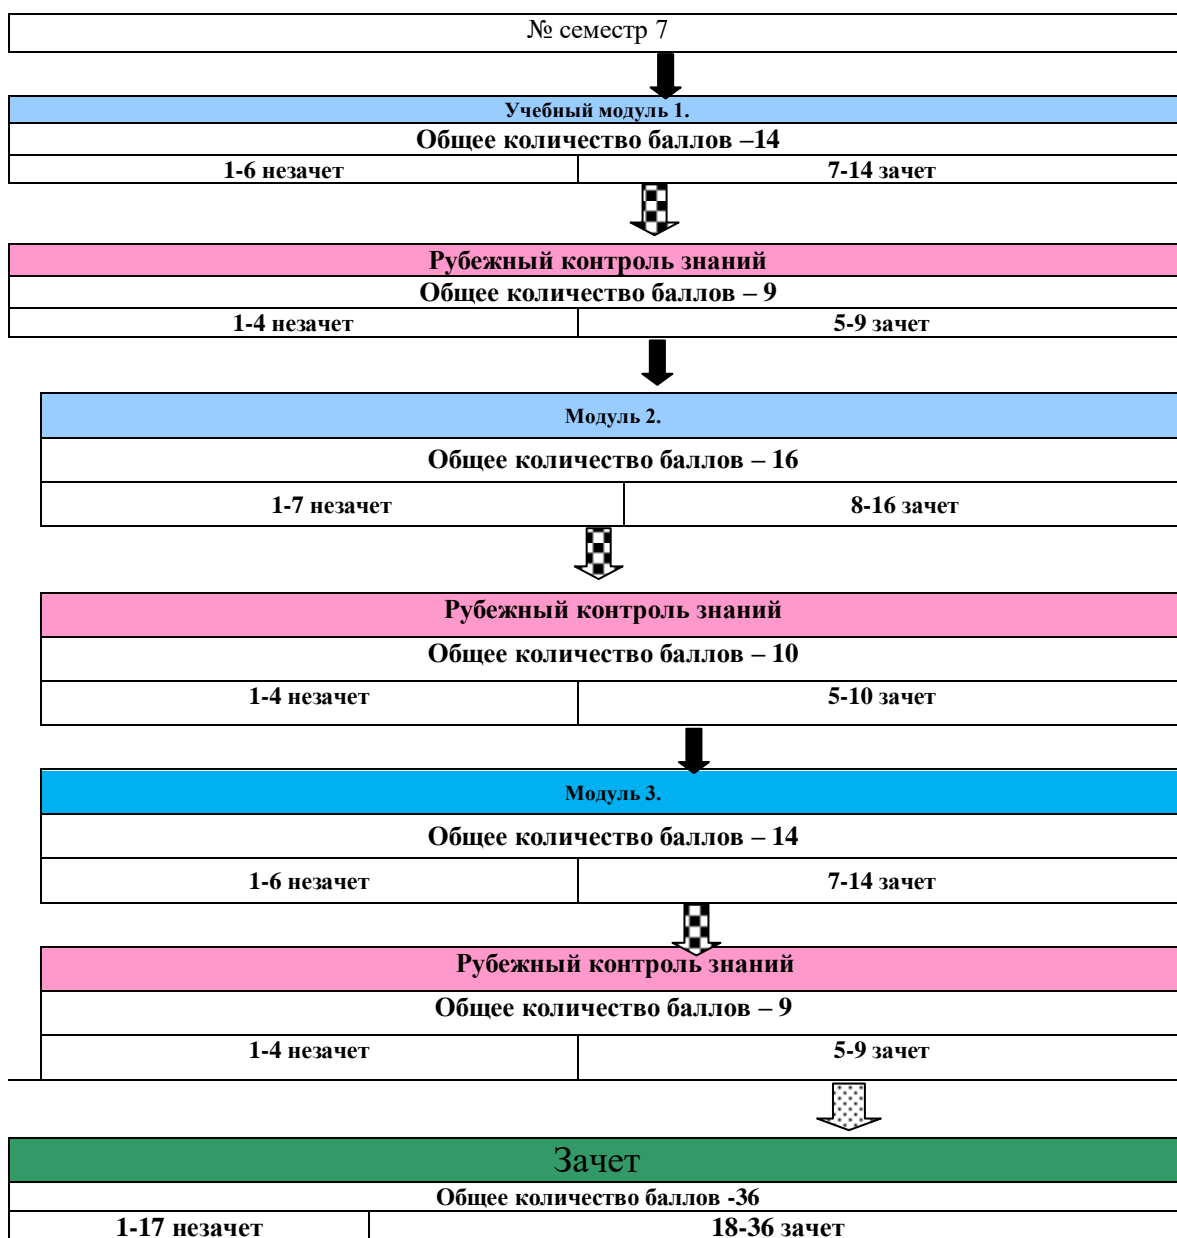 № семестр 7
Учебный модуль 1.
Общее количество баллов –14
1-6 незачет 7-14 зачет
Рубежный контроль знаний
Общее количество баллов – 9
1-4 незачет 5-9 зачет
Модуль 2.
Общее количество баллов – 16
1-7 незачет 8-16 зачет
Рубежный контроль знаний
Общее количество баллов – 10
1-4 незачет 5-10 зачет
Модуль 3.
Общее количество баллов – 14
1-6 незачет 7-14 зачет
Рубежный контроль знаний
Общее количество баллов – 9
1-4 незачет 5-9 зачет
Зачет
Общее количество баллов -36
1-17 незачет 18-36 зачет